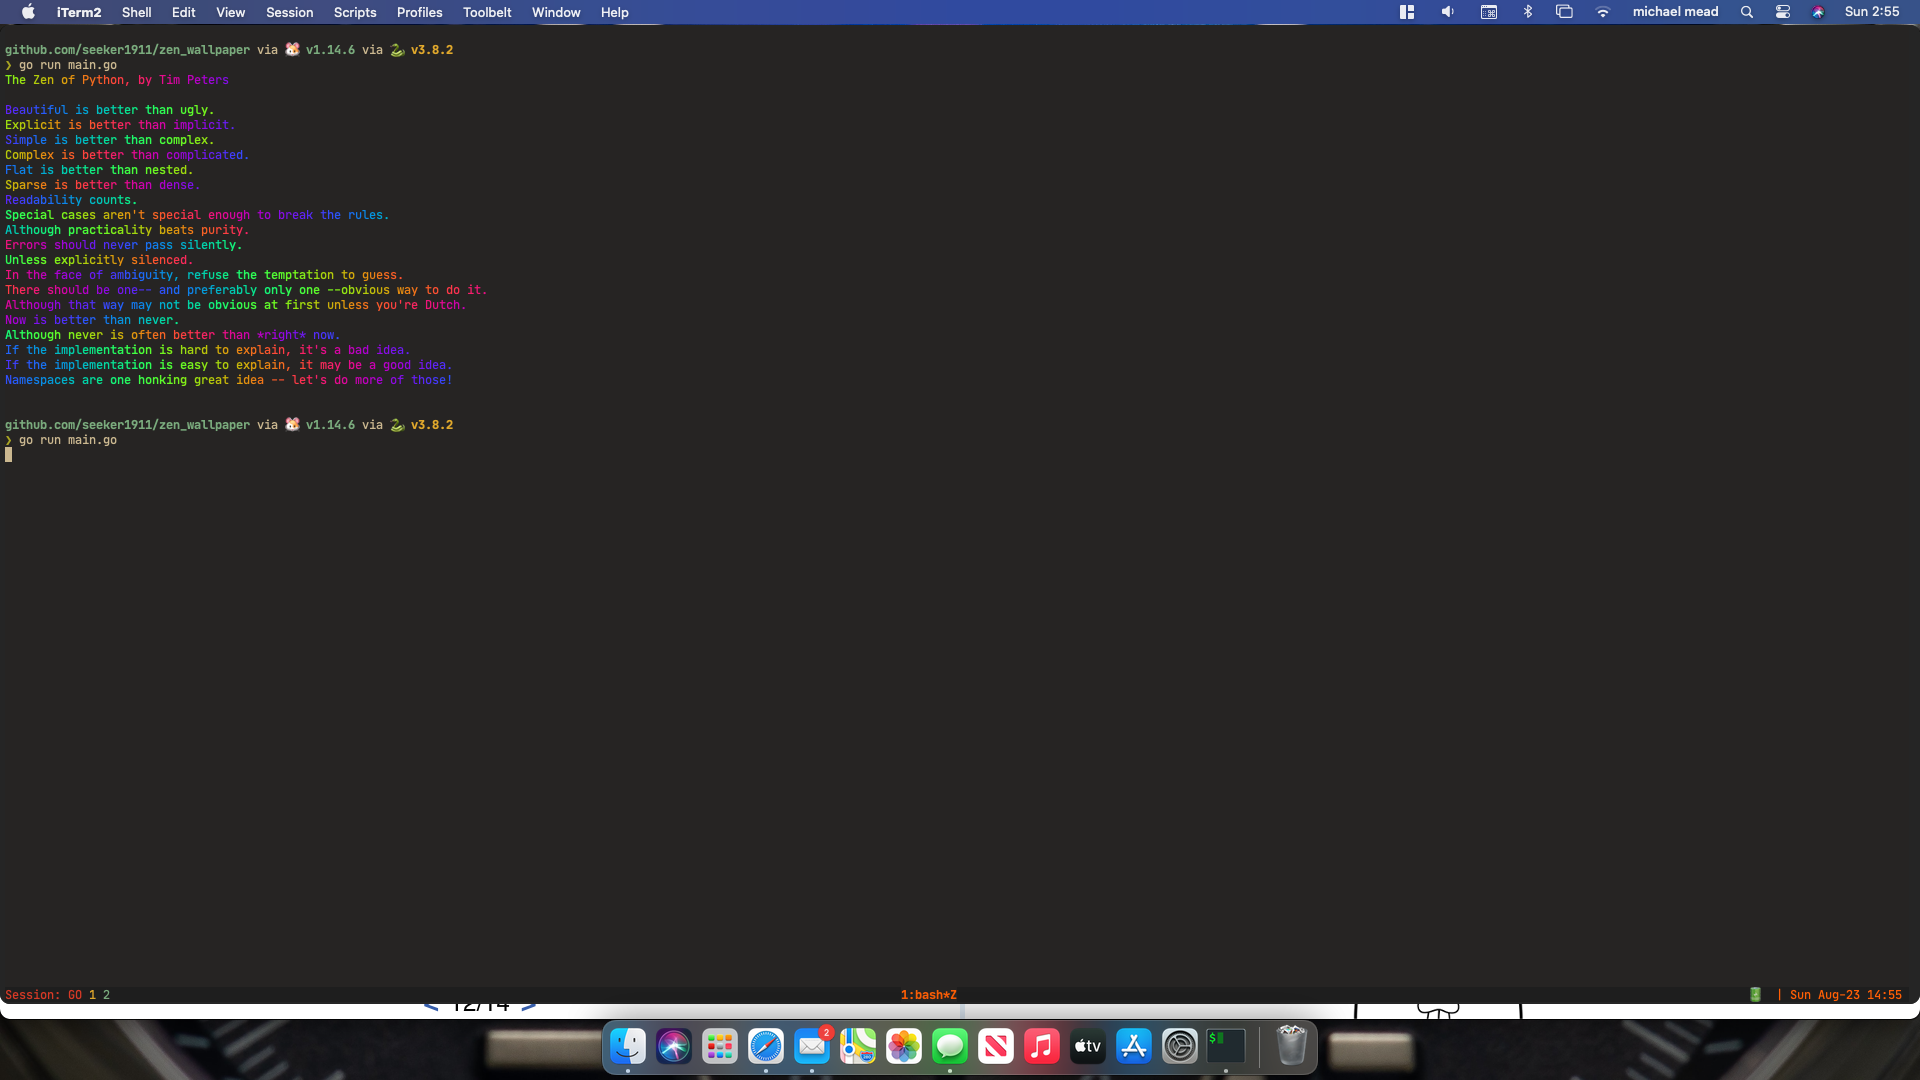 iTerm2 Shell Edit View Session Scripts Profiles Toolbelt Window Help michael mead Sun 2:55
github.com/seeker1911/zen_wallpaper via 🐹 v1.14.6 via 🐍 v3.8.2
❯ go run main.go
The Zen of Python, by Tim Peters
Beautiful is better than ugly.
Explicit is better than implicit.
Simple is better than complex.
Complex is better than complicated.
Flat is better than nested.
Sparse is better than dense.
Readability counts.
Special cases aren't special enough to break the rules.
Although practicality beats purity.
Errors should never pass silently.
Unless explicitly silenced.
In the face of ambiguity, refuse the temptation to guess.
There should be one-- and preferably only one --obvious way to do it.
Although that way may not be obvious at first unless you're Dutch.
Now is better than never.
Although never is often better than *right* now.
If the implementation is hard to explain, it's a bad idea.
If the implementation is easy to explain, it may be a good idea.
Namespaces are one honking great idea -- let's do more of those!
github.com/seeker1911/zen_wallpaper via 🐹 v1.14.6 via 🐍 v3.8.2
❯ go run main.go
Session: GO 1 2 1:bash*Z | Sun Aug-23 14:55
< 12/14 >
2
tv
$